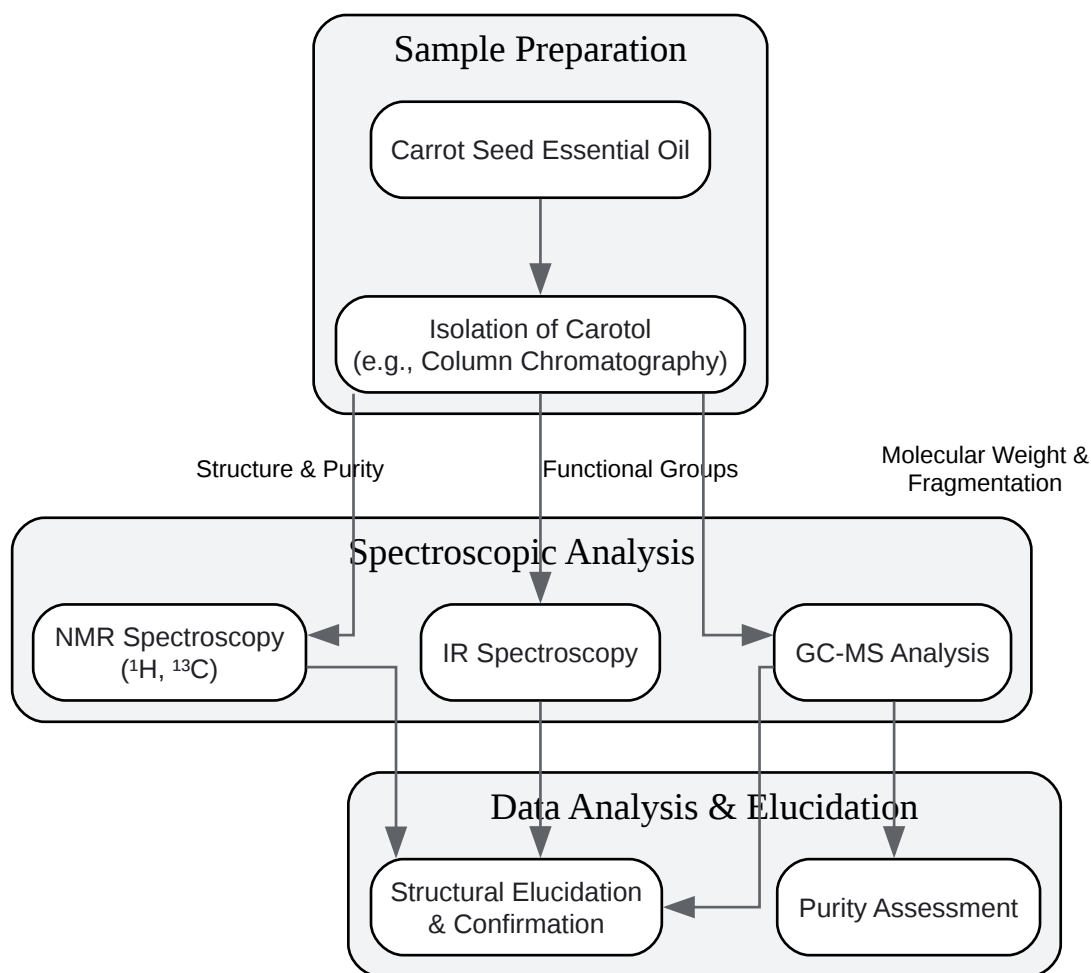 Sample Preparation
Carrot Seed Essential Oil
Isolation of Carotol
(e.g., Column Chromatography)
Structure & Purity
Functional Groups
Molecular Weight &
Fragmentation
Spectroscopic Analysis
NMR Spectroscopy
(¹H, ¹³C)
IR Spectroscopy
GC-MS Analysis
Data Analysis & Elucidation
Structural Elucidation
& Confirmation
Purity Assessment